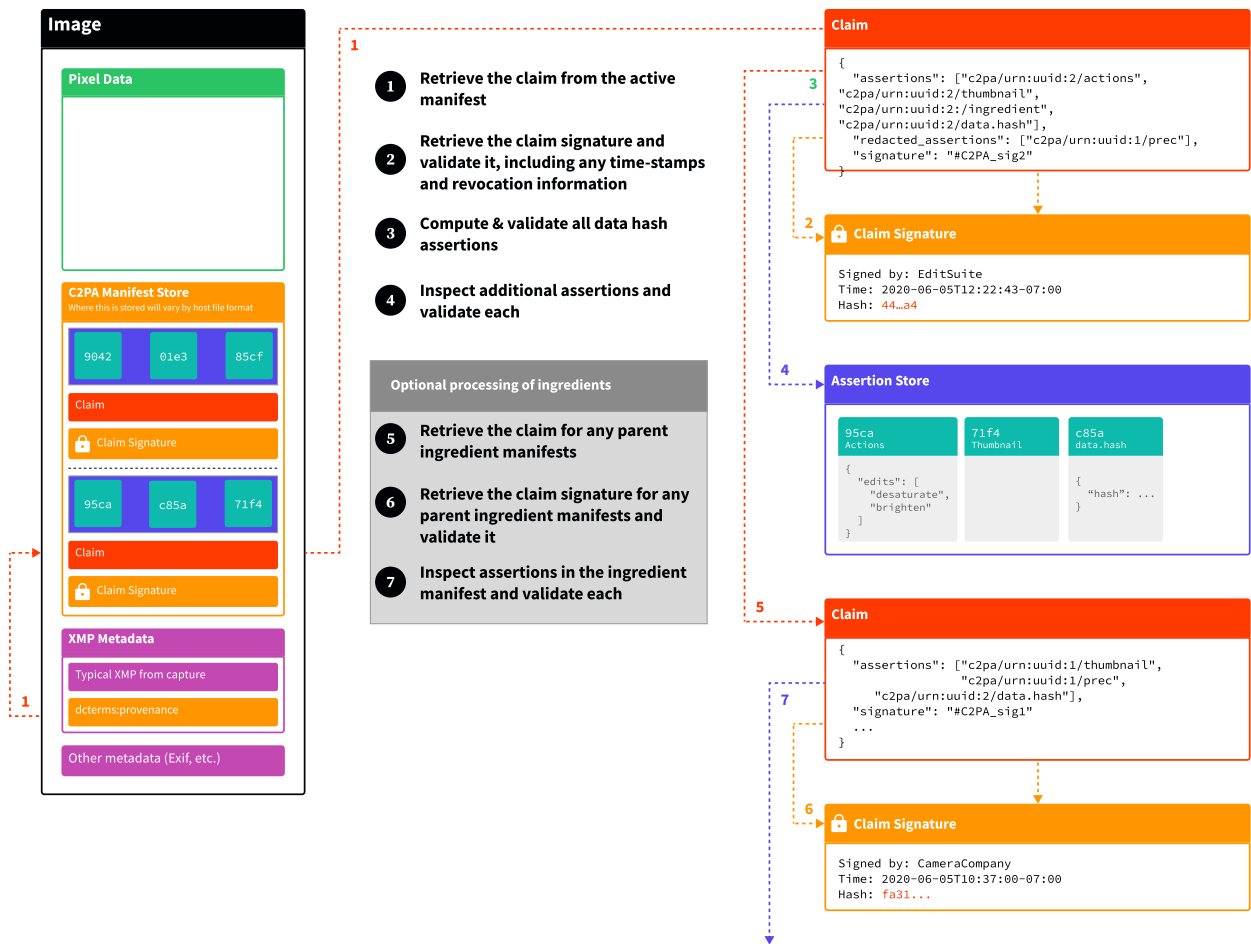 Image
Pixel Data
C2PA Manifest Store
Where this is stored will vary by host file format
9042
01e3
85cf
Claim
Claim Signature
95ca
c85a
71f4
Claim
Claim Signature
XMP Metadata
Typical XMP from capture
dcterms:provenance
Other metadata (Exif, etc.)
1
1
1
Retrieve the claim from the active
manifest
2
Retrieve the claim signature and
validate it, including any time-stamps
and revocation information
3
Compute & validate all data hash
assertions
4
Inspect additional assertions and
validate each
Optional processing of ingredients
5
Retrieve the claim for any parent
ingredient manifests
6
Retrieve the claim signature for any
parent ingredient manifests and
validate it
7
Inspect assertions in the ingredient
manifest and validate each
Claim
3
{
"assertions": ["c2pa/urn:uuid:2/actions",
"c2pa/urn:uuid:2/thumbnail",
"c2pa/urn:uuid:2:/ingredient",
"c2pa/urn:uuid:2/data.hash"],
"redacted_assertions": ["c2pa/urn:uuid:1/prec"],
"signature": "#C2PA_sig2"
}
2
Claim Signature
Signed by: EditSuite
Time: 2020-06-05T12:22:43-07:00
Hash: 44…a4
4
Assertion Store
95ca
Actions
{
"edits": [
"desaturate",
"brighten"
]
}
71f4
Thumbnail
c85a
data.hash
{
“hash”: ...
}
5
Claim
{
"assertions": ["c2pa/urn:uuid:1/thumbnail",
"c2pa/urn:uuid:1/prec",
"c2pa/urn:uuid:2/data.hash"],
"signature": "#C2PA_sig1"
...
}
7
6
Claim Signature
Signed by: CameraCompany
Time: 2020-06-05T10:37:00-07:00
Hash: fa31...